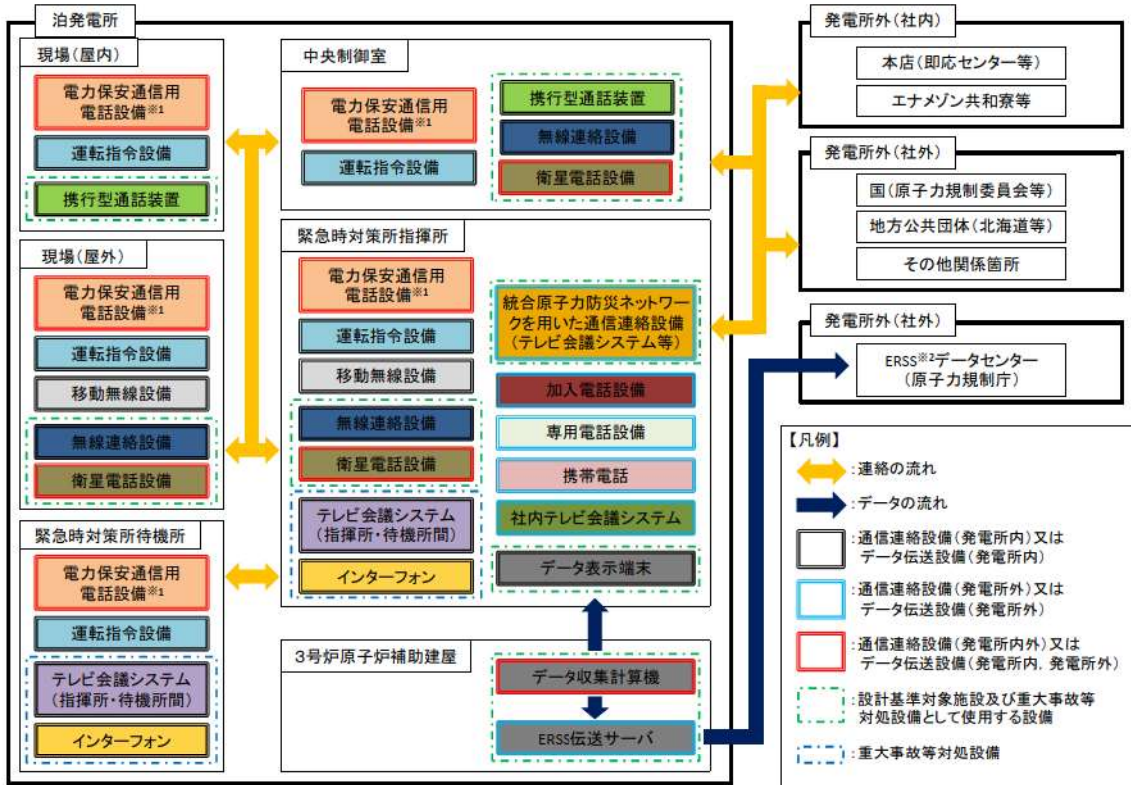 泊発電所
現場(屋内)
電力保安通信用
電話設備※1
運転指令設備
携行型通話装置
現場(屋外)
電力保安通信用
電話設備※1
運転指令設備
移動無線設備
無線連絡設備
衛星電話設備
緊急時対策所待機所
電力保安通信用
電話設備※1
運転指令設備
テレビ会議システム
(指揮所・待機所間)
インターフォン
中央制御室
電力保安通信用
電話設備※1
運転指令設備
携行型通話装置
無線連絡設備
衛星電話設備
緊急時対策所指揮所
電力保安通信用
電話設備※1
運転指令設備
移動無線設備
無線連絡設備
衛星電話設備
テレビ会議システム
(指揮所・待機所間)
インターフォン
統合原子力防災ネットワー
クを用いた通信連絡設備
(テレビ会議システム等)
加入電話設備
専用電話設備
携帯電話
社内テレビ会議システム
データ表示端末
3号炉原子炉補助建屋
データ収集計算機
ERSS伝送サーバ
発電所外(社内)
本店(即応センター等)
エナメゾン共和寮等
発電所外(社外)
国(原子力規制委員会等)
地方公共団体(北海道等)
その他関係箇所
発電所外(社外)
ERSS※2データセンター
(原子力規制庁)
【凡例】
:連絡の流れ
:データの流れ
:通信連絡設備(発電所内)又は
データ伝送設備(発電所内)
:通信連絡設備(発電所外)又は
データ伝送設備(発電所外)
:通信連絡設備(発電所内外)又は
データ伝送設備(発電所内,発電所外)
:設計基準対象施設及び重大事故等
対処設備として使用する設備
:重大事故等対処設備